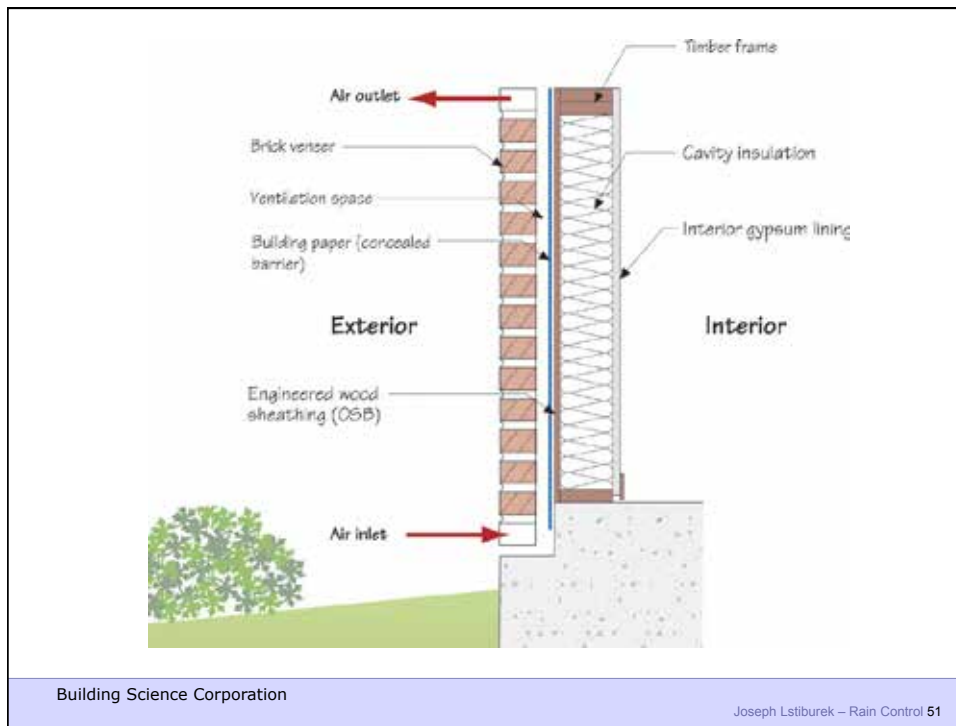 Timber frame
Air outlet
Brick veneer
Cavity insulation
Ventilation space
Building paper (concealed
barrier)
Interior gypsum lining
Exterior
Interior
Engineered wood
sheathing (OSB)
Air inlet
Building Science Corporation
Joseph Lstiburek – Rain Control 51